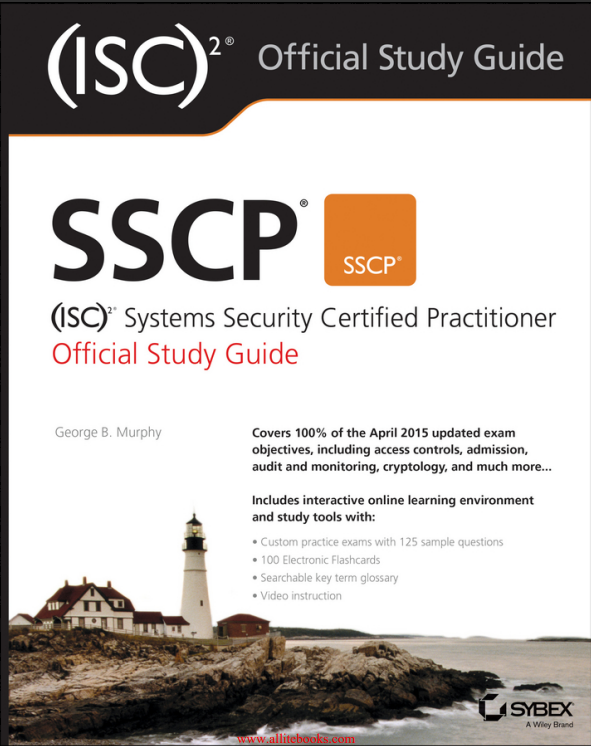 (ISC)²® Official Study Guide
SSCP®
SSCP®
(ISC)²® Systems Security Certified Practitioner
Official Study Guide
George B. Murphy
Covers 100% of the April 2015 updated exam
objectives, including access controls, admission,
audit and monitoring, cryptology, and much more...
Includes interactive online learning environment
and study tools with:
• Custom practice exams with 125 sample questions
• 100 Electronic Flashcards
• Searchable key term glossary
• Video instruction
SYBEX
A Wiley Brand
www.allitebooks.com